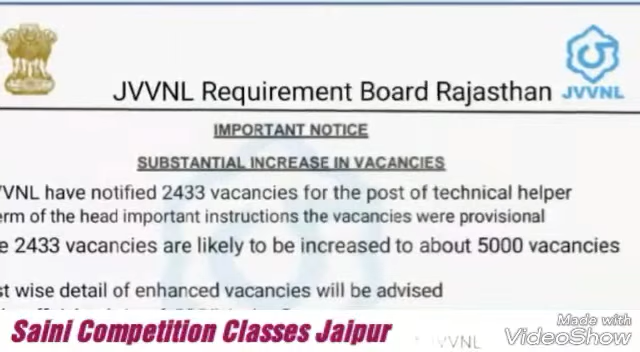 JVVNL Requirement Board Rajasthan
JVVNL
IMPORTANT NOTICE
SUBSTANTIAL INCREASE IN VACANCIES
VVNL have notified 2433 vacancies for the post of technical helper
erm of the head important instructions the vacancies were provisional
e 2433 vacancies are likely to be increased to about 5000 vacancies
st wise detail of enhanced vacancies will be advised
Saini Competition Classes Jaipur
VVNL
Made with
VideoShow